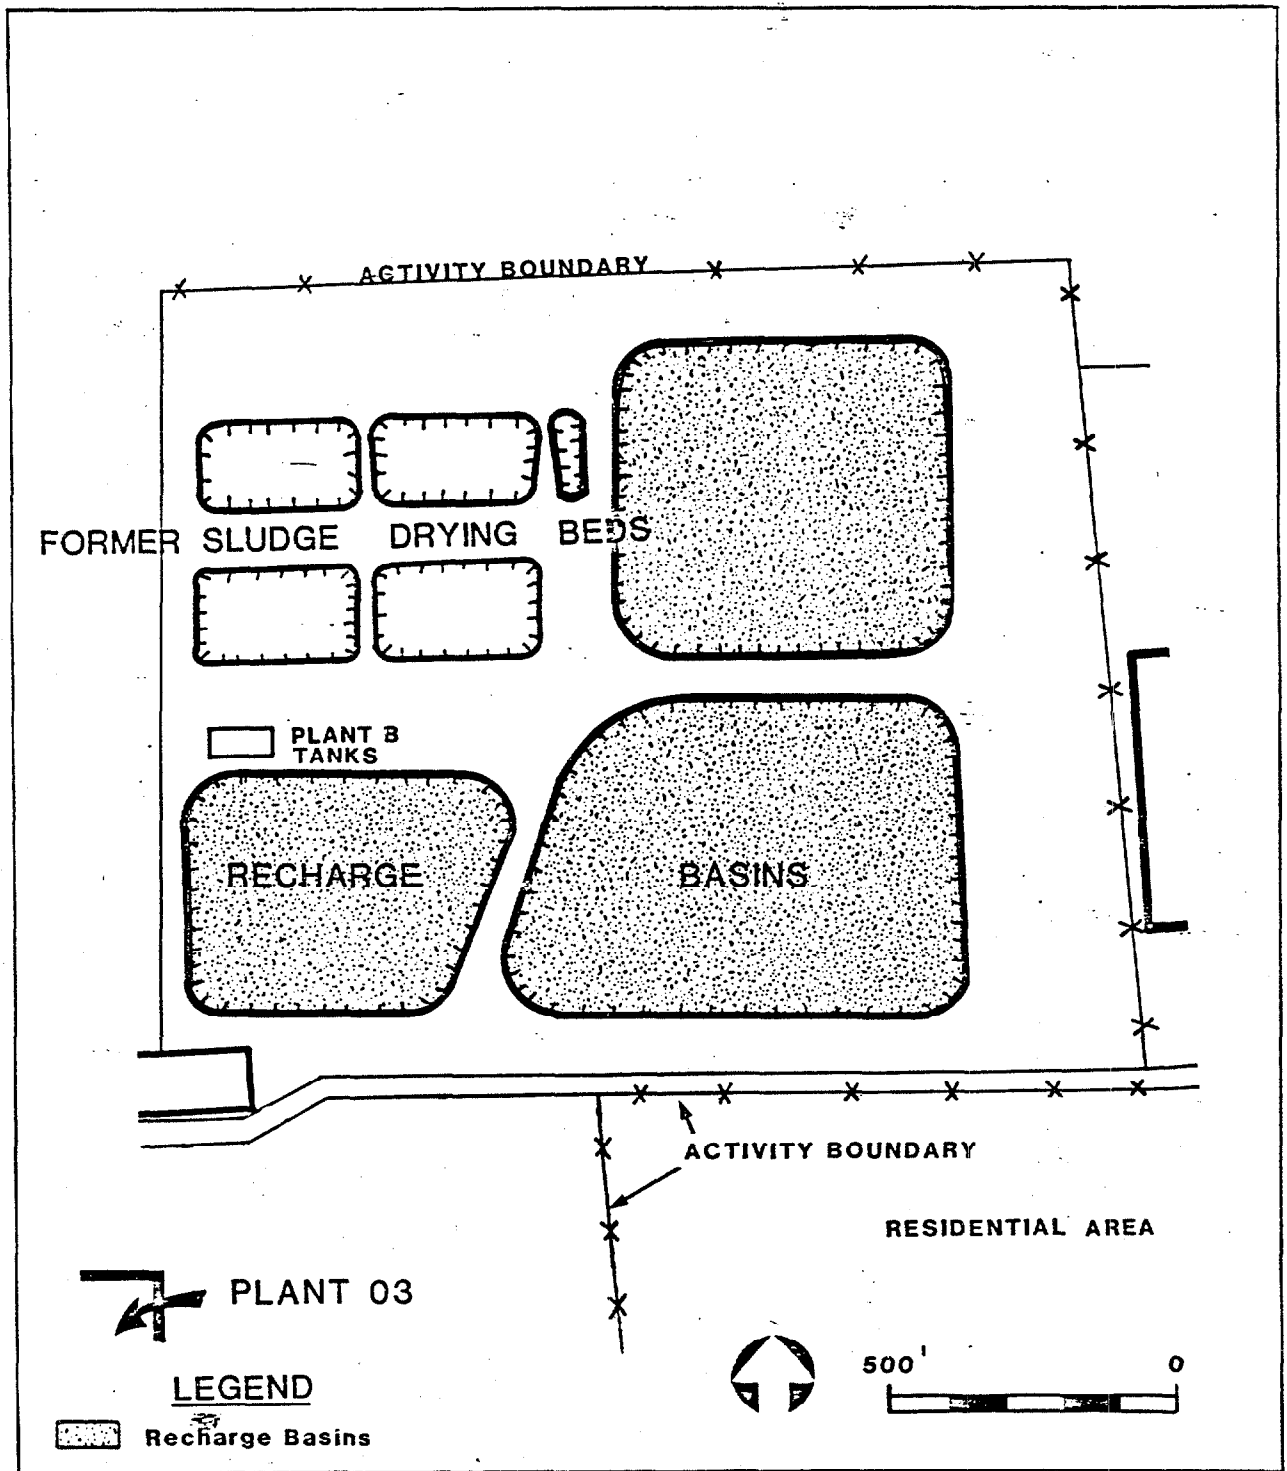 ACTIVITY BOUNDARY
FORMER SLUDGE DRYING BEDS
PLANT B
TANKS
RECHARGE BASINS
ACTIVITY BOUNDARY
RESIDENTIAL AREA
PLANT 03
500' 0
LEGEND
Recharge Basins